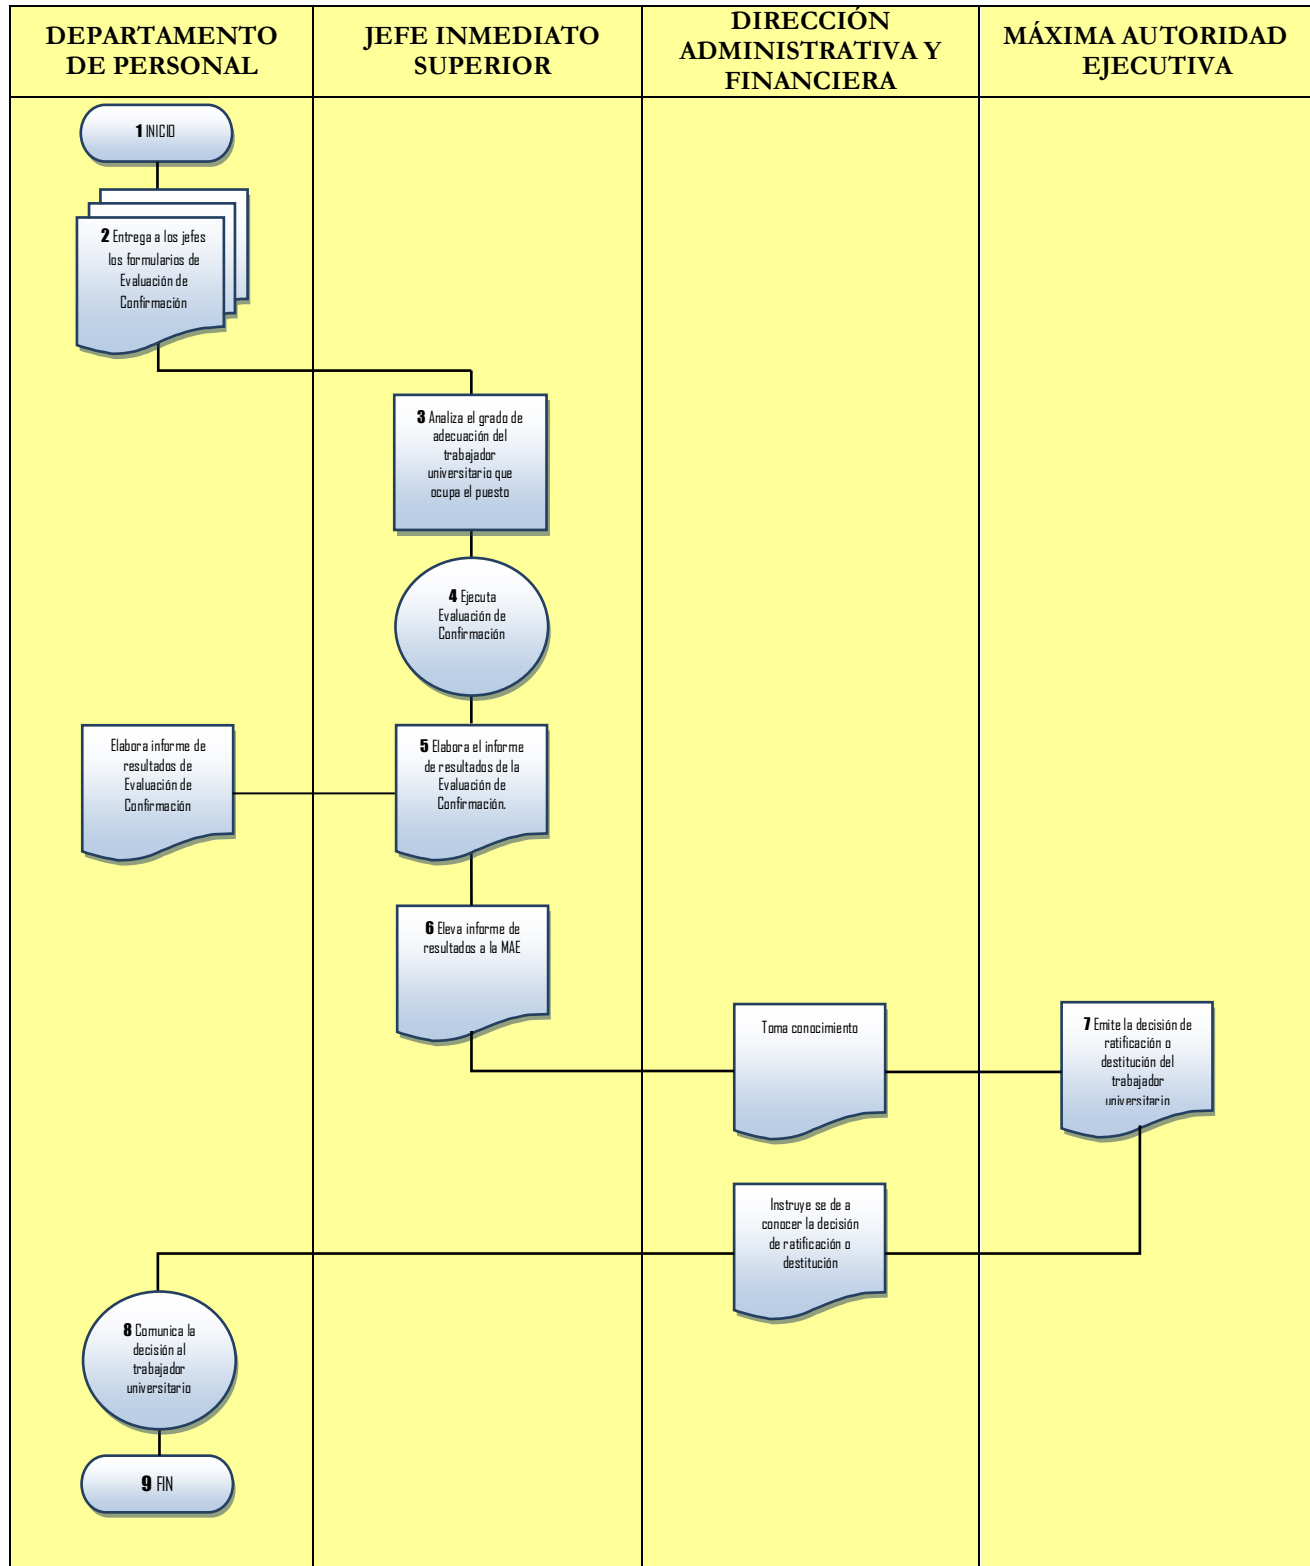 DEPARTAMENTO
DE PERSONAL
JEFE INMEDIATO
SUPERIOR
DIRECCIÓN
ADMINISTRATIVA Y
FINANCIERA
MÁXIMA AUTORIDAD
EJECUTIVA
1 INICIO
2 Entrega a los jefes
los formularios de
Evaluación de
Confirmación
3 Analiza el grado de
adecuación del
trabajador
universitario que
ocupa el puesto
4 Ejecuta
Evaluación de
Confirmación
Elabora informe de
resultados de
Evaluación de
Confirmación
5 Elabora el informe
de resultados de la
Evaluación de
Confirmación.
6 Eleva informe de
resultados a la MAE
Toma conocimiento
7 Emite la decisión de
ratificación o
destitución del
trabajador
universitario
Instruye se de a
conocer la decisión
de ratificación o
destitución
8 Comunica la
decisión al
trabajador
universitario
9 FIN